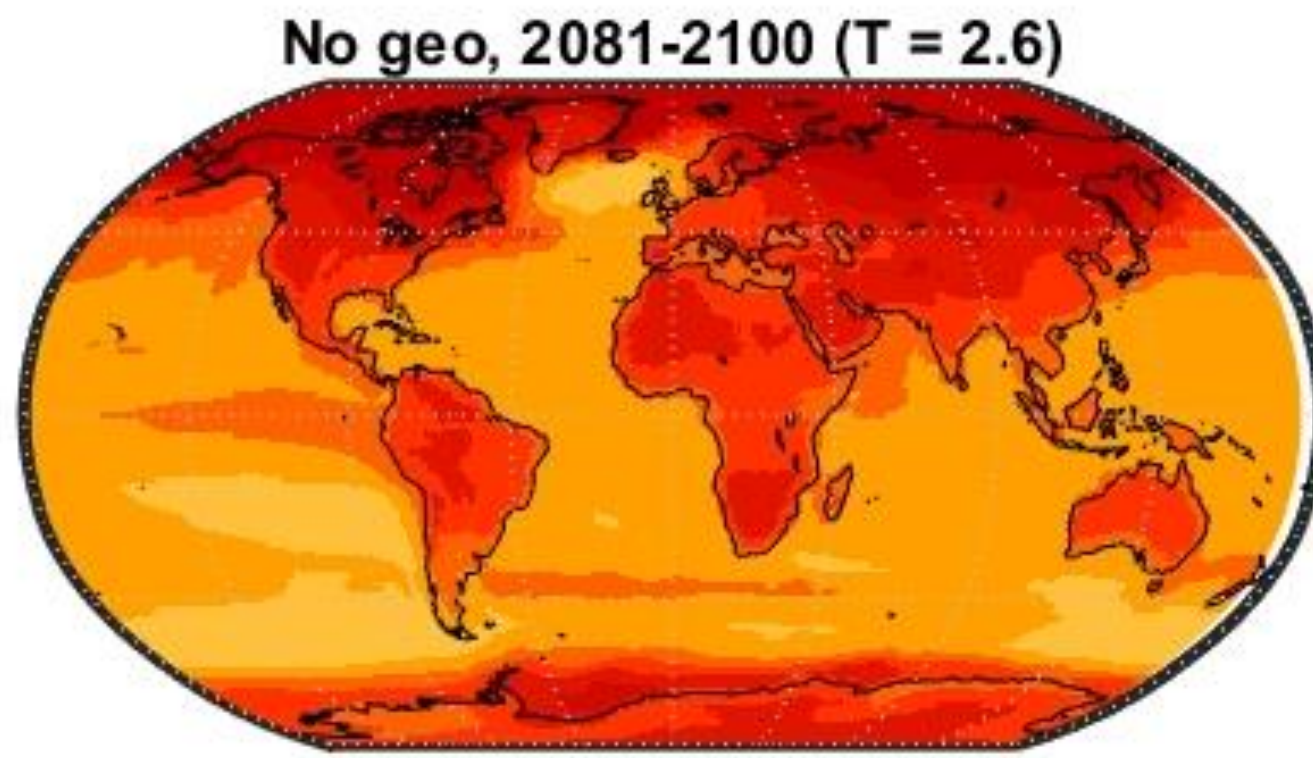 No geo, 2081-2100 (T = 2.6)